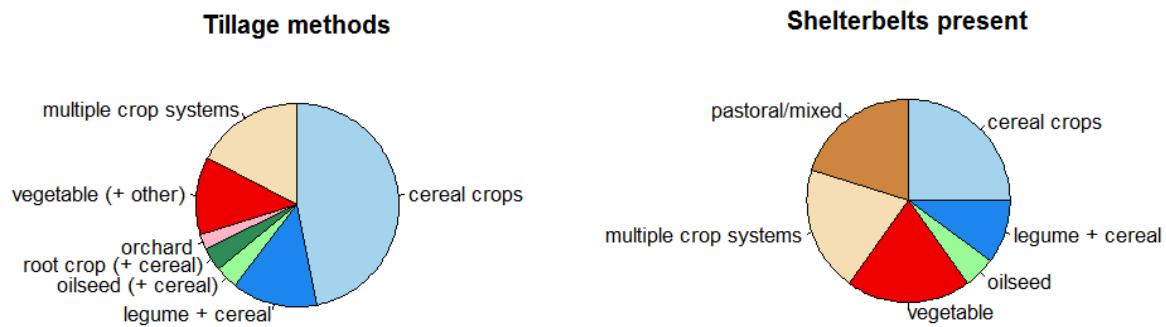 Tillage methods
multiple crop systems
cereal crops
vegetable (+ other)
orchard
root crop (+ cereal)
oilseed (+ cereal)
legume + cereal
Shelterbelts present
pastoral/mixed
cereal crops
multiple crop systems
legume + cereal
oilseed
vegetable